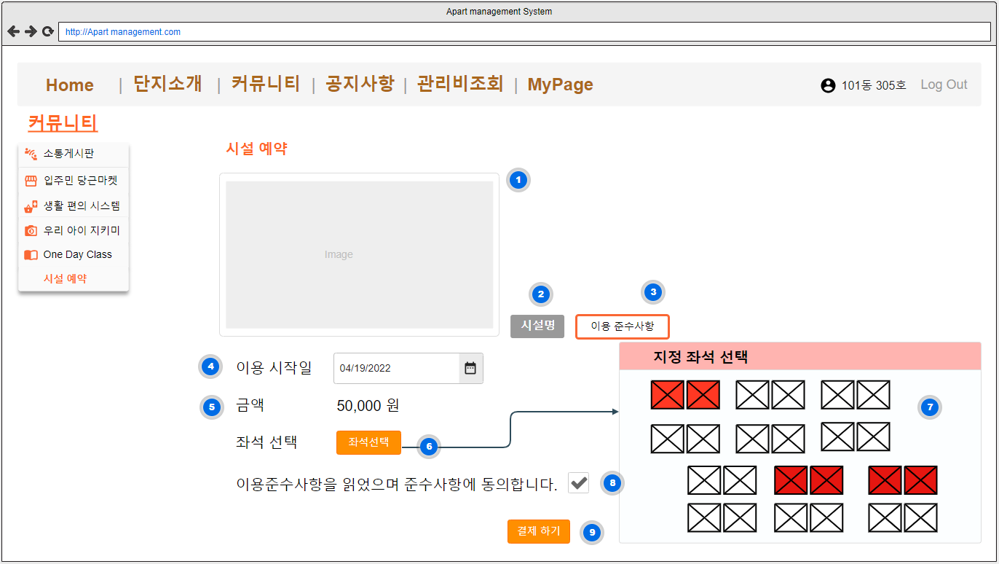 Apart management System
http://Apart management.com
Home | 단지소개 | 커뮤니티 | 공지사항 | 관리비조회 | MyPage
101동 305호 Log Out
커뮤니티
소통게시판
입주민 당근마켓
생활 편의 시스템
우리 아이 지키미
One Day Class
시설 예약
시설 예약
1
Image
2
3
시설명
이용 준수사항
4 이용 시작일 04/19/2022
5 금액 50,000 원
좌석 선택 좌석선택 6
지정 좌석 선택
7
이용준수사항을 읽었으며 준수사항에 동의합니다. 8
결제 하기 9